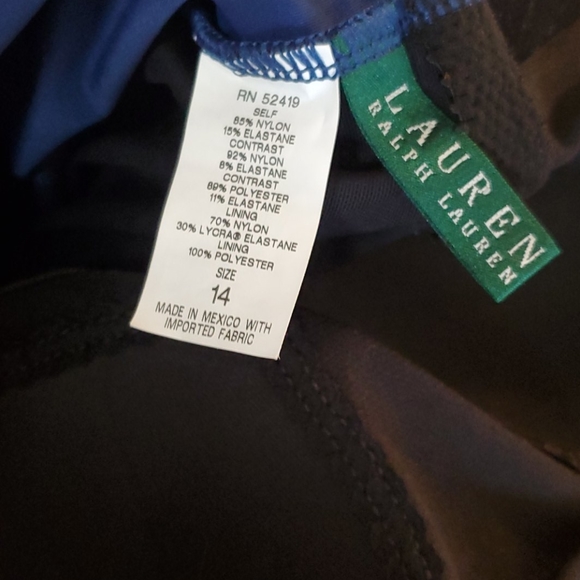 RN 52419
SELF
85% NYLON
15% ELASTANE
CONTRAST
92% NYLON
8% ELASTANE
CONTRAST
89% POLYESTER
11% ELASTANE
LINING
70% NYLON
30% LYCRA® ELASTANE
LINING
100% POLYESTER
SIZE
14
MADE IN MEXICO WITH
IMPORTED FABRIC
LAUREN
RALPH LAUREN